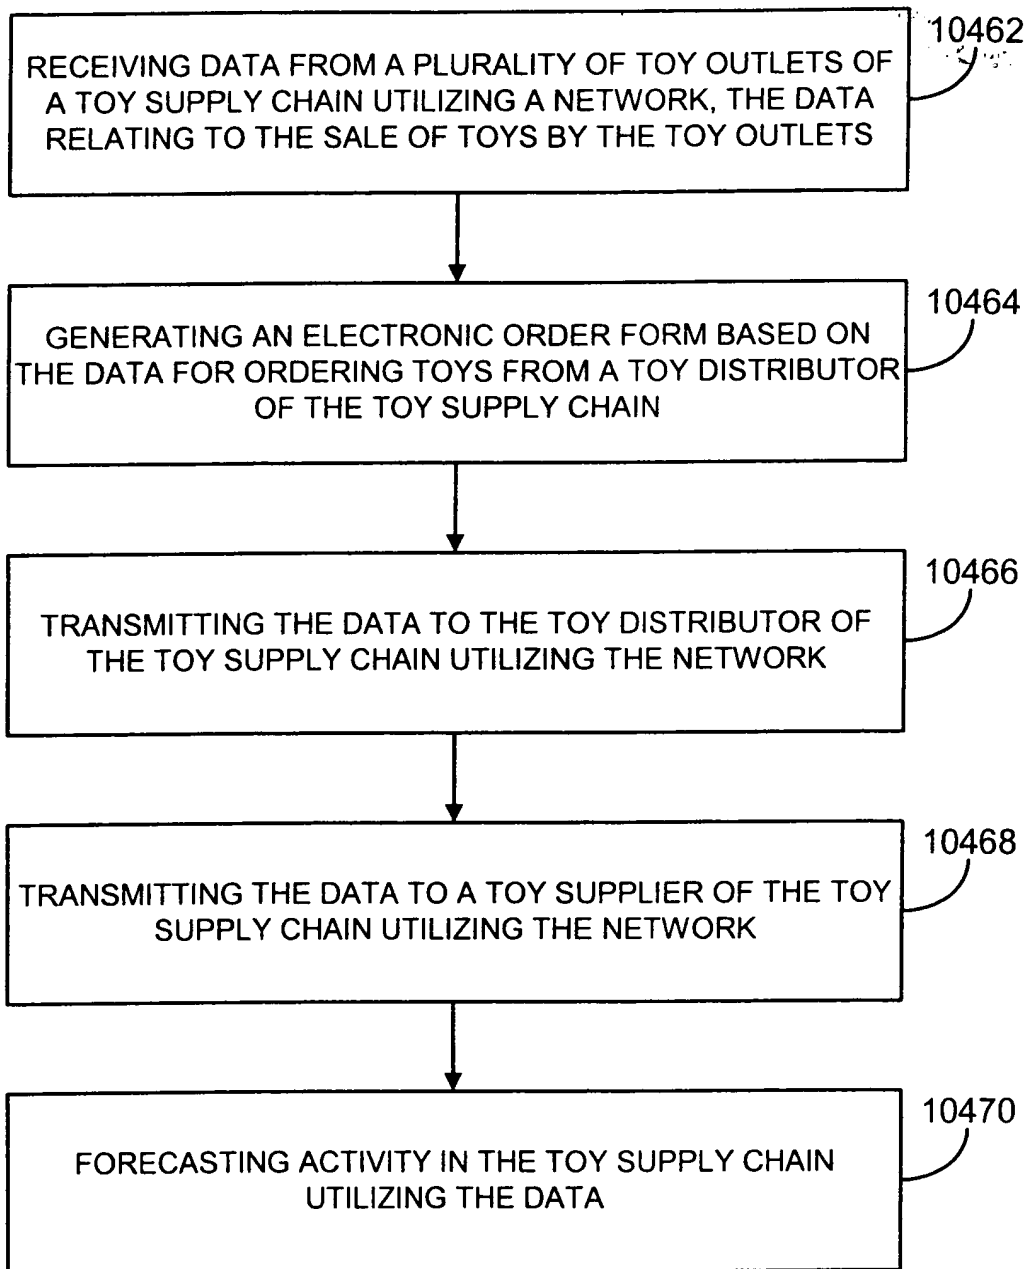 10462
RECEIVING DATA FROM A PLURALITY OF TOY OUTLETS OF
A TOY SUPPLY CHAIN UTILIZING A NETWORK, THE DATA
RELATING TO THE SALE OF TOYS BY THE TOY OUTLETS
10464
GENERATING AN ELECTRONIC ORDER FORM BASED ON
THE DATA FOR ORDERING TOYS FROM A TOY DISTRIBUTOR
OF THE TOY SUPPLY CHAIN
10466
TRANSMITTING THE DATA TO THE TOY DISTRIBUTOR OF
THE TOY SUPPLY CHAIN UTILIZING THE NETWORK
10468
TRANSMITTING THE DATA TO A TOY SUPPLIER OF THE TOY
SUPPLY CHAIN UTILIZING THE NETWORK
10470
FORECASTING ACTIVITY IN THE TOY SUPPLY CHAIN
UTILIZING THE DATA